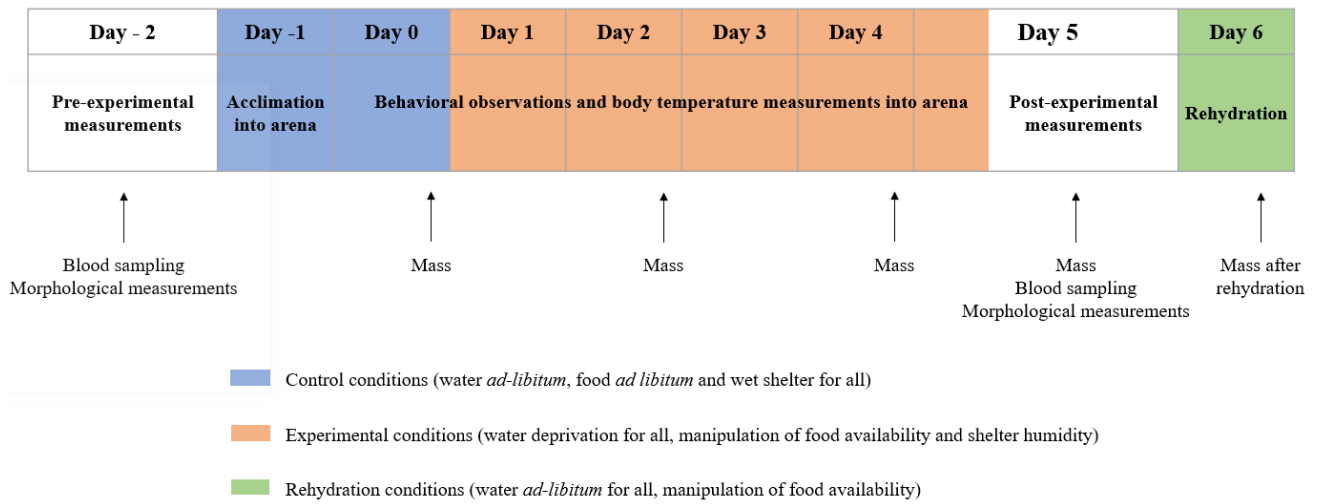 Day - 2
Day -1
Day 0
Day 1
Day 2
Day 3
Day 4
Day 5
Day 6
Pre-experimental
measurements
Acclimation
into arena
Behavioral observations and body temperature measurements into arena
Post-experimental
measurements
Rehydration
Blood sampling
Morphological measurements
Mass
Mass
Mass
Mass
Blood sampling
Morphological measurements
Mass after
rehydration
Control conditions (water ad-libitum, food ad libitum and wet shelter for all)
Experimental conditions (water deprivation for all, manipulation of food availability and shelter humidity)
Rehydration conditions (water ad-libitum for all, manipulation of food availability)